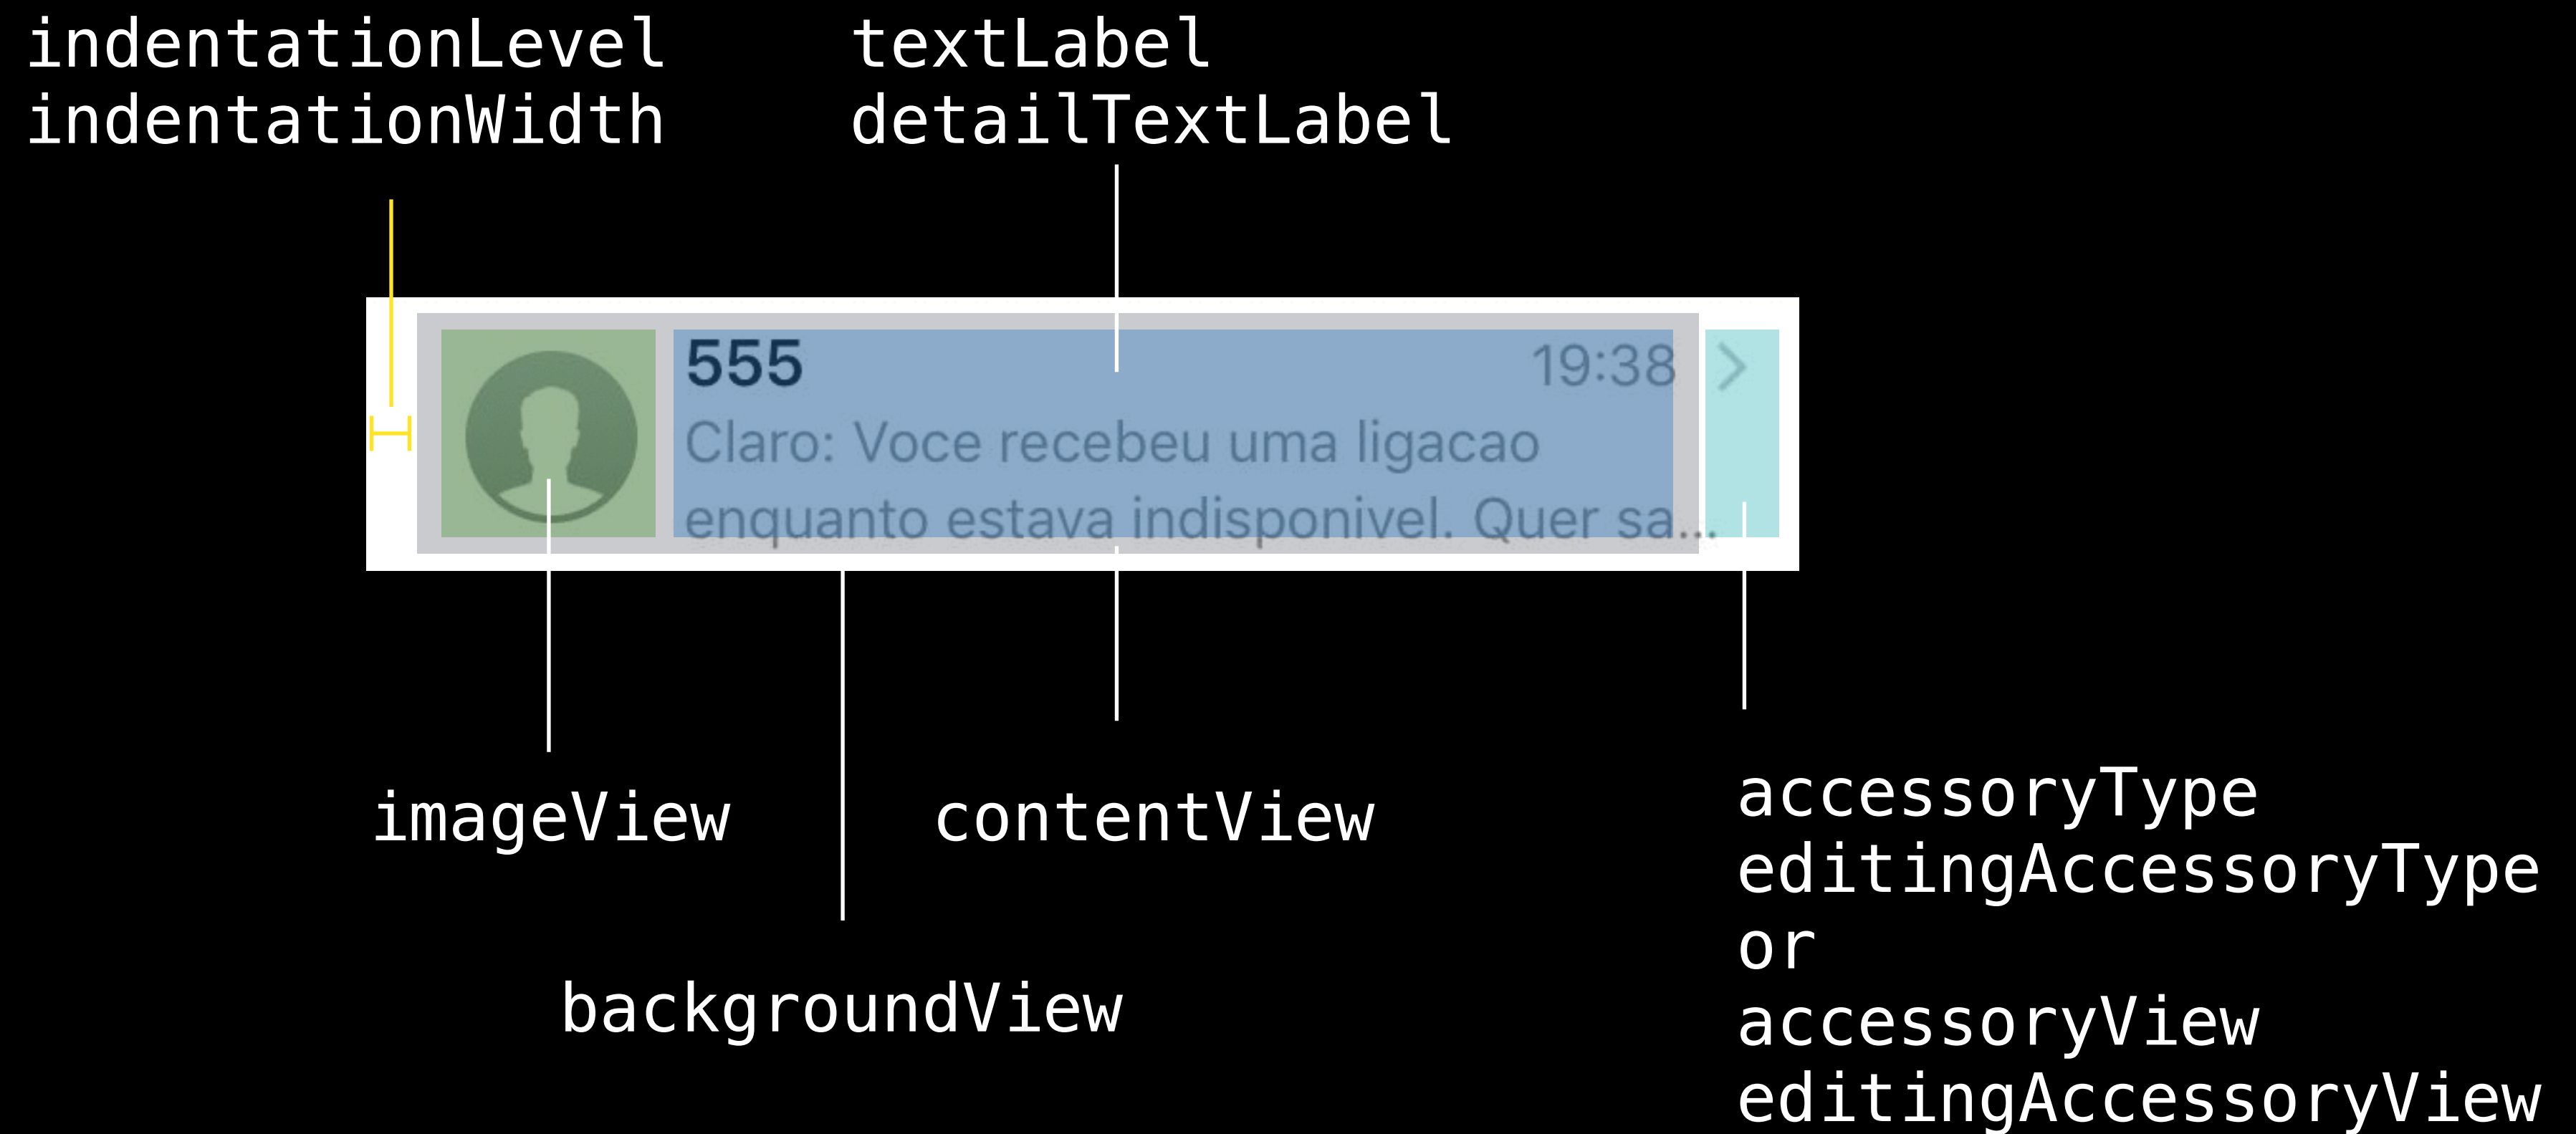 indentationLevel
indentationWidth
textLabel
detailTextLabel
555
19:38
Claro: Voce recebeu uma ligacao
enquanto estava indisponivel. Quer sa...
imageView
contentView
backgroundView
accessoryType
editingAccessoryType
or
accessoryView
editingAccessoryView